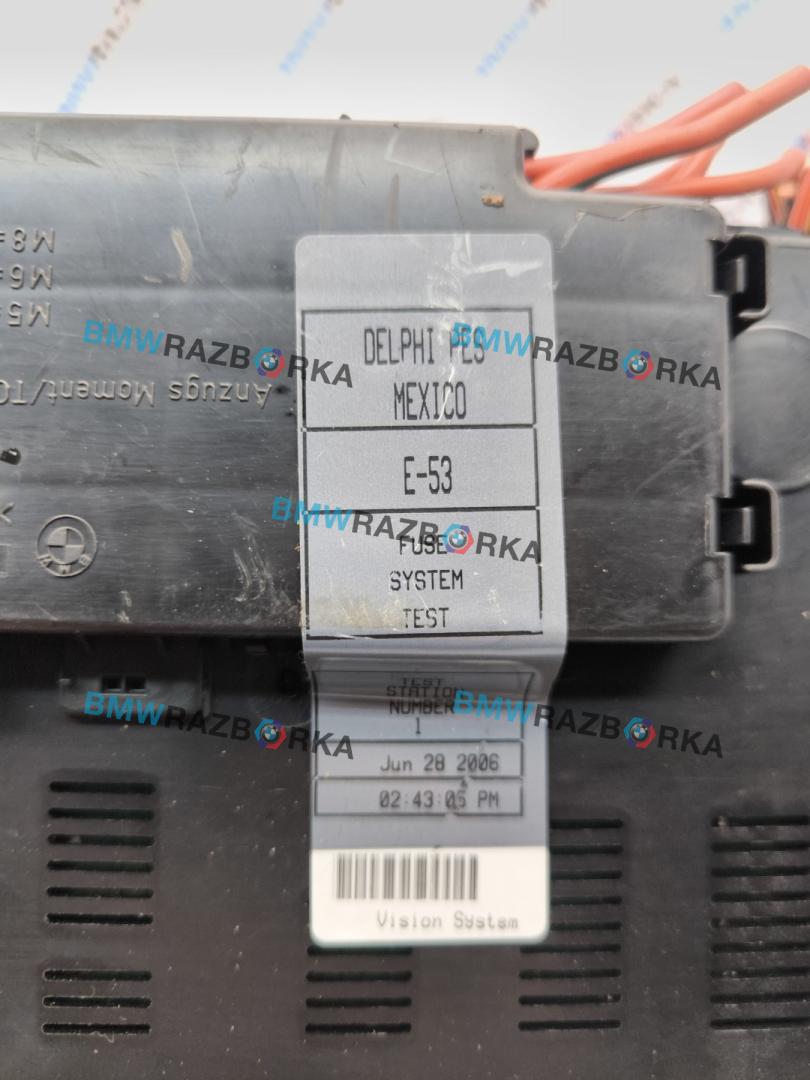 M8=
M6=
M5=
Anzugs Moment/TO
BMW
DELPHI PES
MEXICO
E-53
FUSE
SYSTEM
TEST
TEST
STATION
NUMBER
1
Jun 28 2006
02:43:05 PM
Vision System
BMWRAZBORKA
BMWRAZBORKA
BMWRAZBORKA
BMWRAZBORKA
BMWRAZBORKA